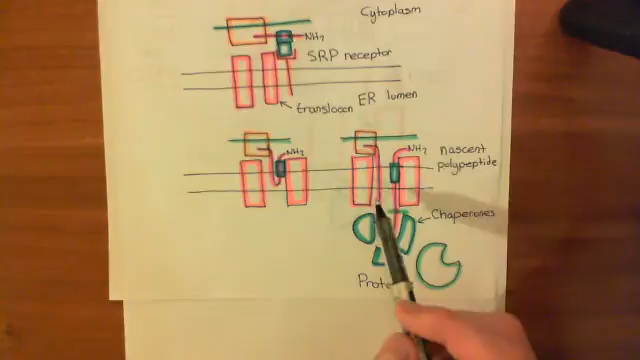 Cytoplasm
NH2
SRP receptor
ER lumen
translocon
NH2
NH2
nascent
polypeptide
Chaperones